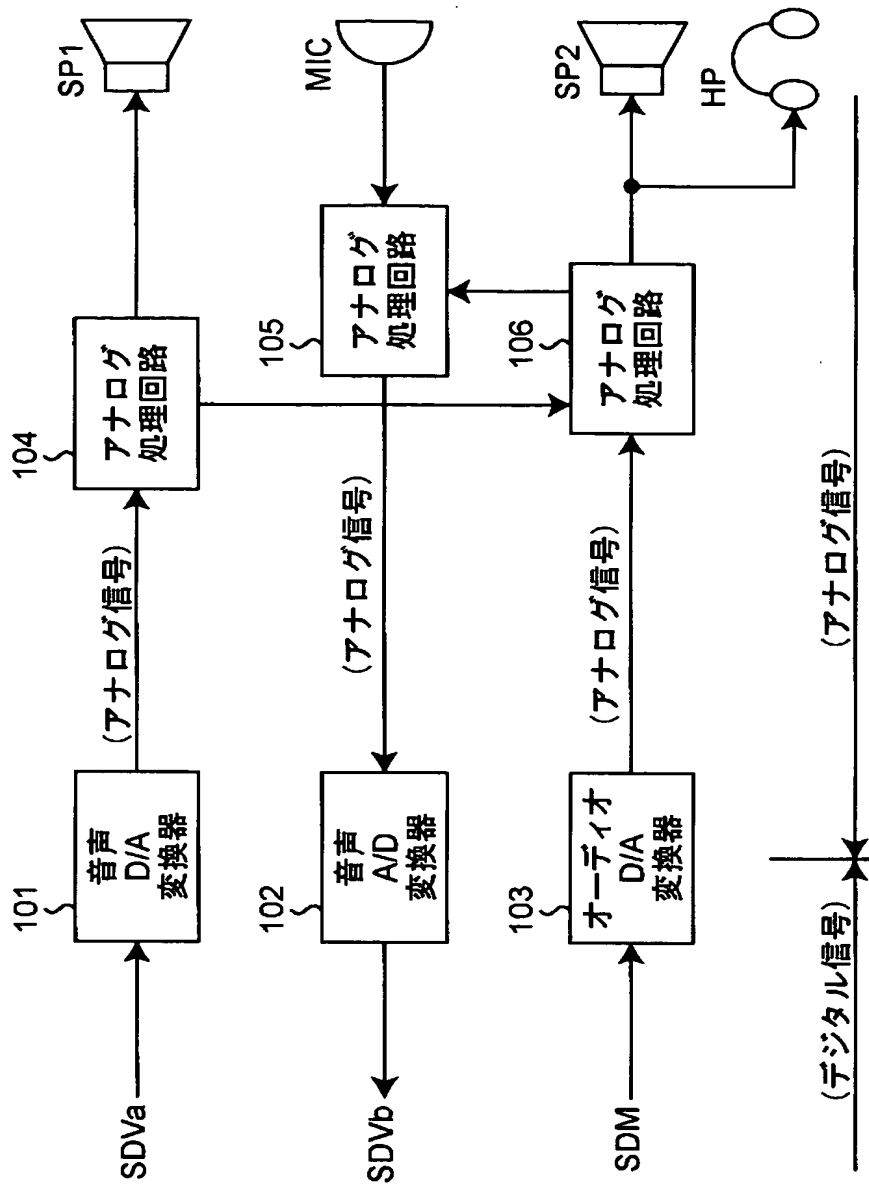 SDVa
101
音声
D/A
変換器
(アナログ信号)
104
アナログ
処理回路
SP1
SDVb
102
音声
A/D
変換器
(アナログ信号)
105
アナログ
処理回路
MIC
SDM
103
オーディオ
D/A
変換器
(アナログ信号)
106
アナログ
処理回路
SP2
HP
(デジタル信号)
(アナログ信号)